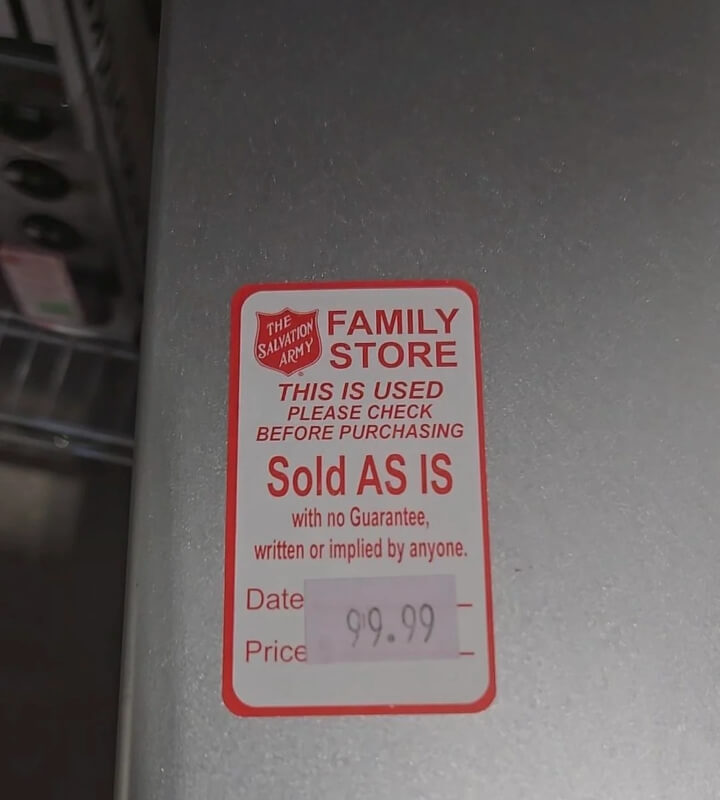 THE
SALVATION
ARMY
FAMILY
STORE
THIS IS USED
PLEASE CHECK
BEFORE PURCHASING
Sold AS IS
with no Guarantee,
written or implied by anyone.
Date
99.99
Price